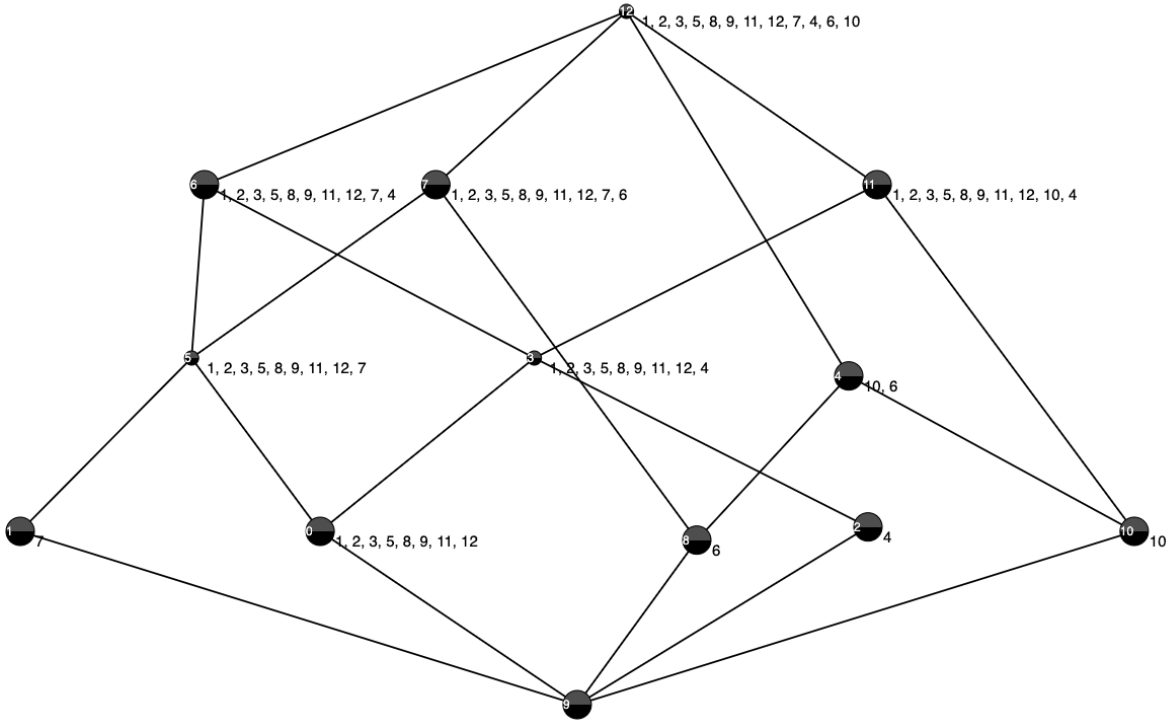 12
1, 2, 3, 5, 8, 9, 11, 12, 7, 4, 6, 10
6
1, 2, 3, 5, 8, 9, 11, 12, 7, 4
7
1, 2, 3, 5, 8, 9, 11, 12, 7, 6
11
1, 2, 3, 5, 8, 9, 11, 12, 10, 4
5
1, 2, 3, 5, 8, 9, 11, 12, 7
3
1, 2, 3, 5, 8, 9, 11, 12, 4
4
10, 6
1
7
0
1, 2, 3, 5, 8, 9, 11, 12
8
6
2
4
10
10
9